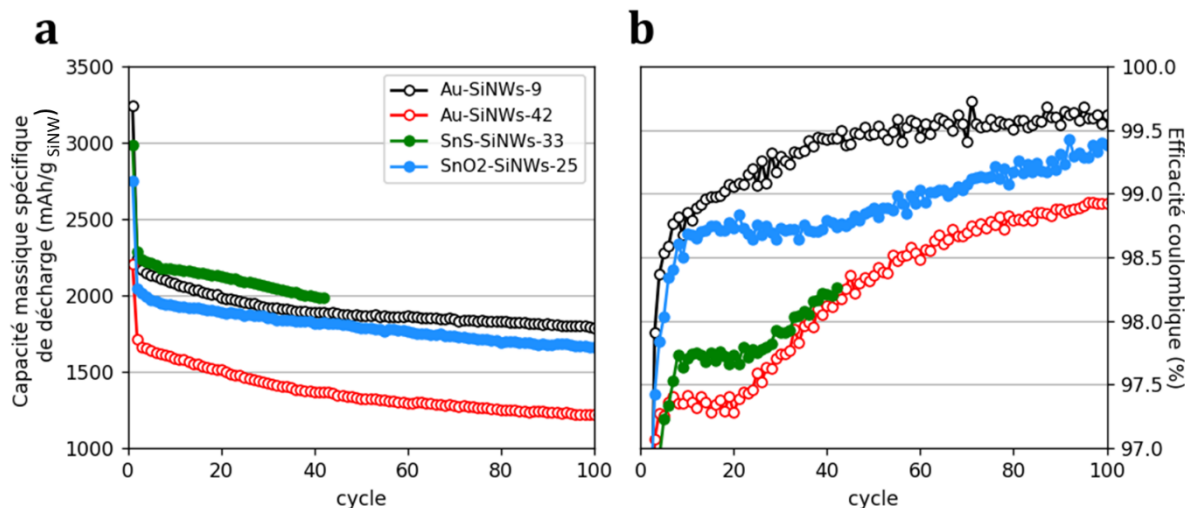 a
b
3500
3000
2500
2000
1500
1000
Capacité massique spécifique
de décharge (mAh/g SiNW)
Au-SiNWs-9
Au-SiNWs-42
SnS-SiNWs-33
SnO2-SiNWs-25
0 20 40 60 80 100
cycle
100.0
99.5
99.0
98.5
98.0
97.5
97.0
Efficacité coulombique (%)
0 20 40 60 80 100
cycle